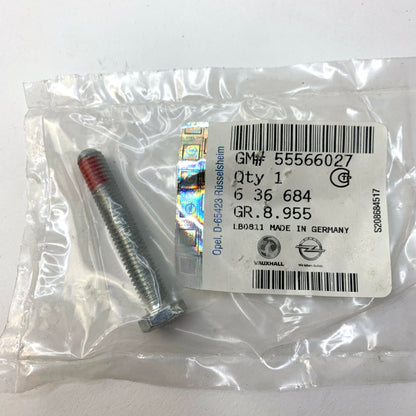 Opel, D-65423 Rüsselsheim
GM# 55566027
Qty 1
6 36 684
GR.8.955
LB0811 MADE IN GERMANY
VAUXHALL
S208684517